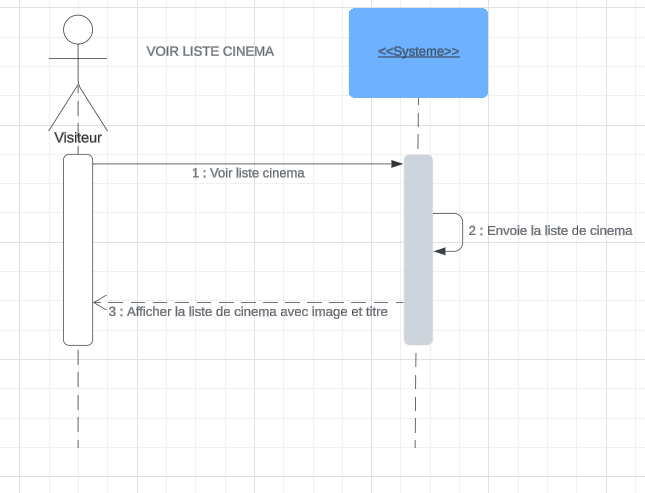 VOIR LISTE CINEMA
<<Systeme>>
Visiteur
1 : Voir liste cinema
2 : Envoie la liste de cinema
3 : Afficher la liste de cinema avec image et titre